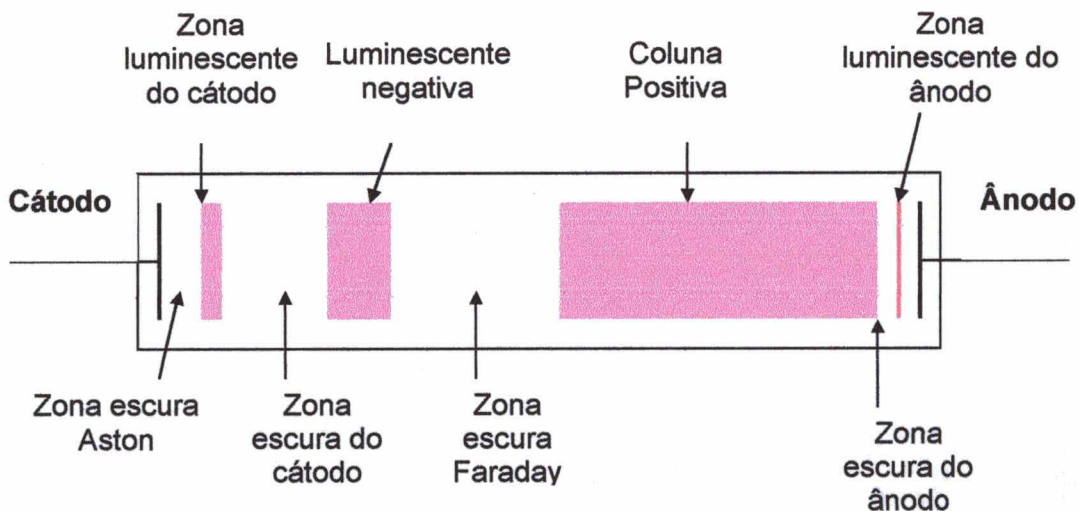 Zona
luminescente
do cátodo
Luminescente
negativa
Coluna
Positiva
Zona
luminescente do
ânodo
Cátodo
Ânodo
Zona escura
Aston
Zona
escura do
cátodo
Zona
escura
Faraday
Zona
escura do
ânodo